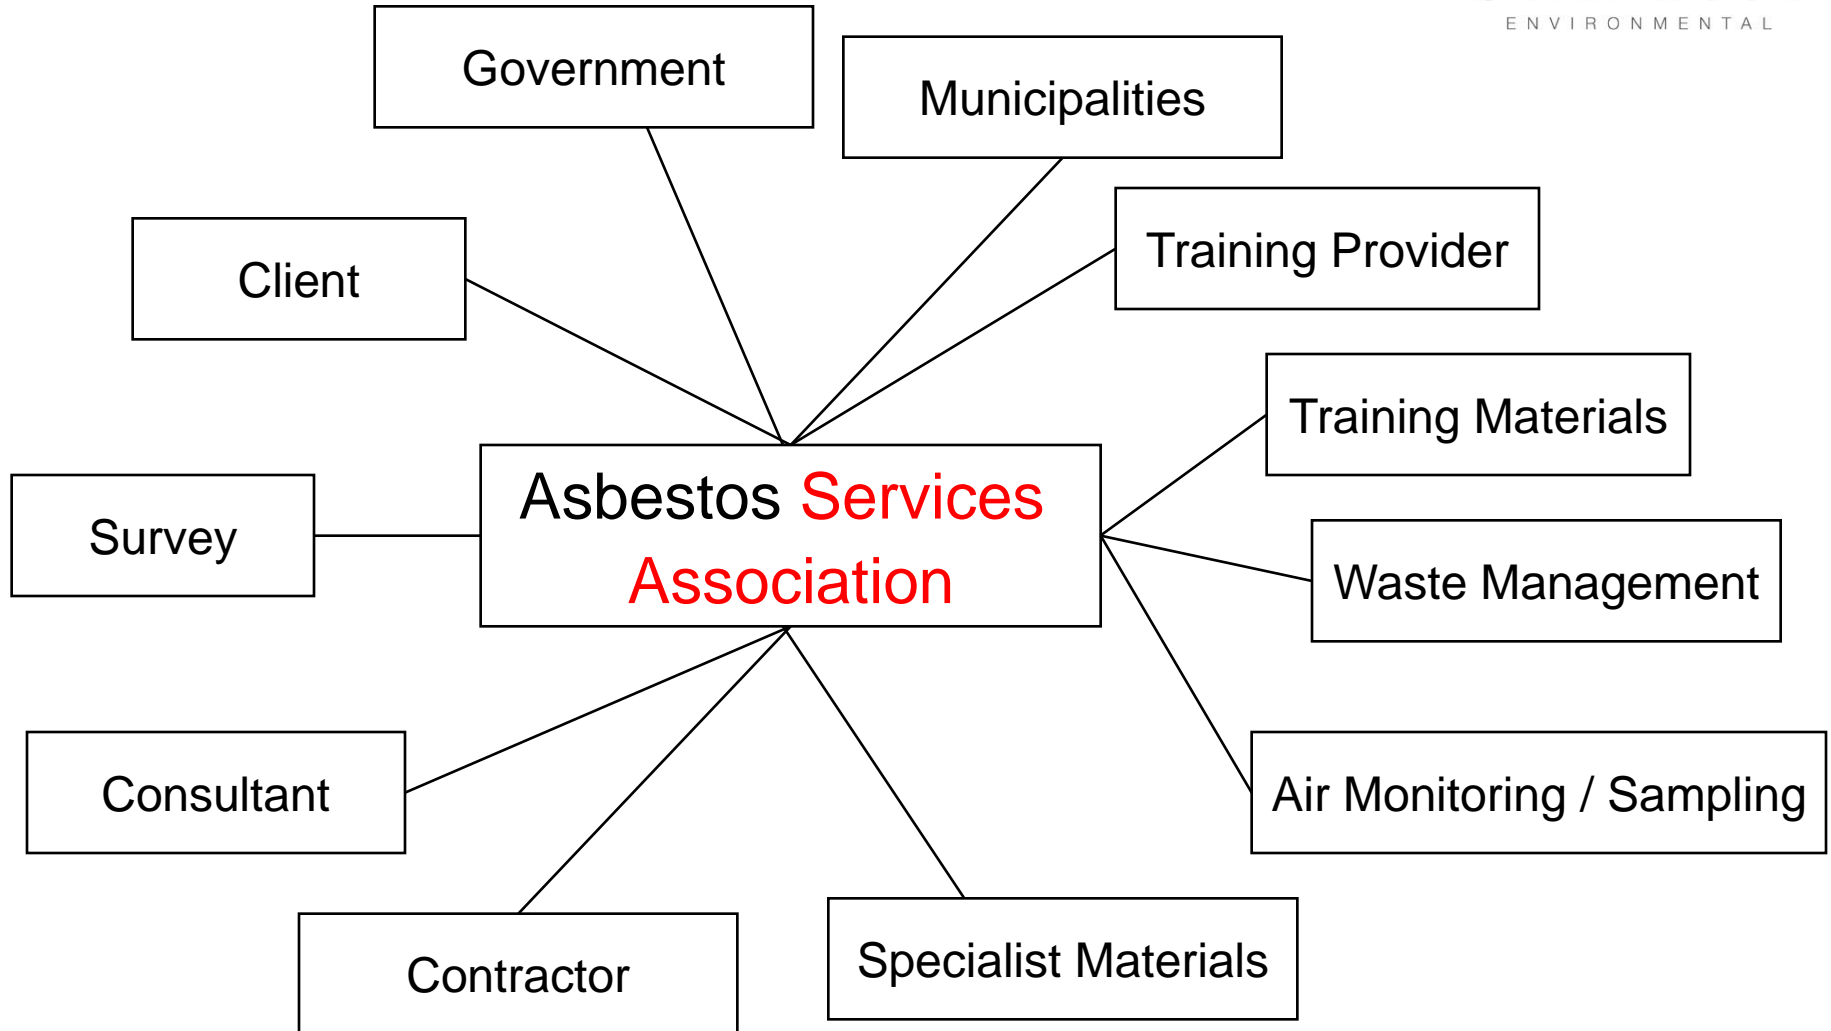 ENVIRONMENTAL
Government
Municipalities
Training Provider
Client
Training Materials
Asbestos Services
Association
Survey
Waste Management
Consultant
Air Monitoring / Sampling
Contractor
Specialist Materials